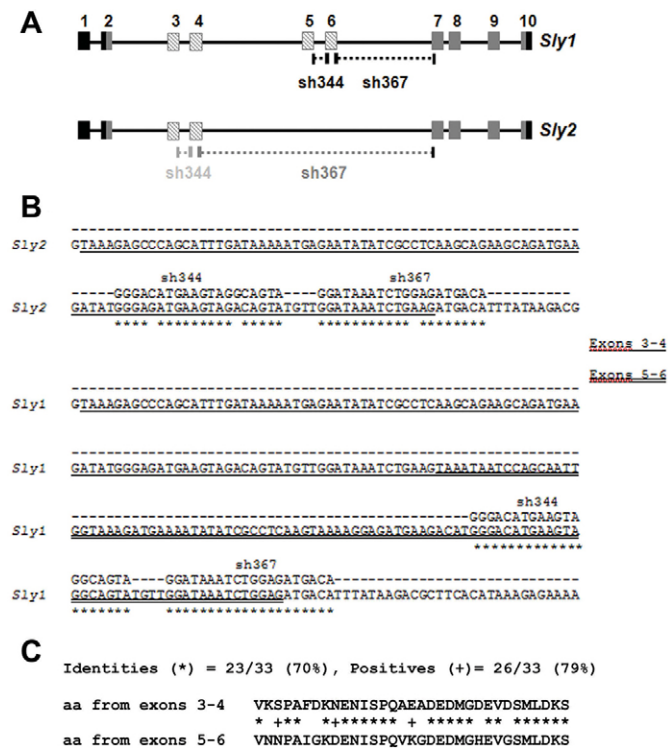 A
1 2 3 4 5 6 7 8 9 10
Sly1
sh344 sh367
Sly2
sh344 sh367
B
------------------------------------------------------------
Sly2 GTAAAGAGCCCAGCATTTGATAAAAATGAGAATATATCGCCTCAAGCAGAAGCAGATGAA
sh344 sh367
-----GGGACATGAAGTAGGCAGTA----GGATAAATCTGGAGATGACA-----------
Sly2 GATATGGGAGATGAAGTAGACAGTATGTTGGATAAATCTGAAGATGACATTTATAAGACG
**** ********* ***** *********** ********
Exons 3-4
Exons 5-6
------------------------------------------------------------
Sly1 GTAAAGAGCCCAGCATTTGATAAAAATGAGAATATATCGCCTCAAGCAGAAGCAGATGAA
------------------------------------------------------------
Sly1 GATATGGGAGATGAAGTAGACAGTATGTTGGATAAATCTGAAGTAAATAATCCAGCAATT
sh344
-----------------------------------------------GGGACATGAAGTA
Sly1 GGTAAAGATGAAAATATATCGCCTCAAGTAAAAGGAGATGAAGACATGGGACATGAAGTA
*************
sh367
GGCAGTA----GGATAAATCTGGAGATGACA-----------------------------
Sly1 GGCAGTATGTTGGATAAATCTGGAGATGACATTTATAAGACGCTTCACATAAAGAGAAAA
******* ********************
C
Identities (*) = 23/33 (70%), Positives (+)= 26/33 (79%)
aa from exons 3-4 VKSPAFDKNENISPQAEADEDMGDEVDSMLDKS
* +** *+****** + ***** ** ******
aa from exons 5-6 VNNPAIGKDENISPQVKGDEDMGHEVGSMLDKS